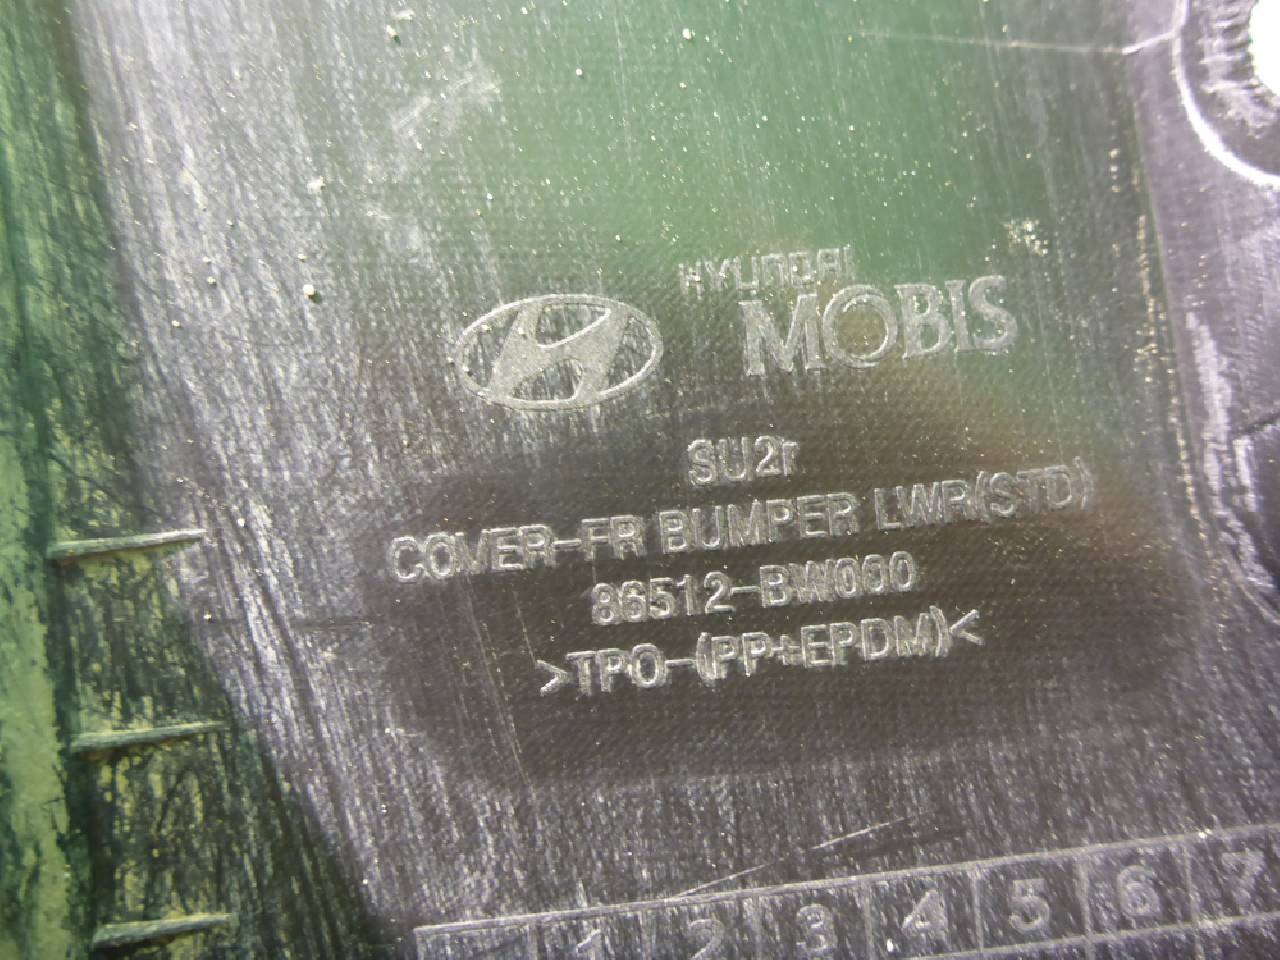 HYUNDAI
MOBIS
SU2r
COVER-FR BUMPER LWR(STD)
86512-BW000
>TPO-(PP+EPDM)<
1 2 3 4 5 6 7